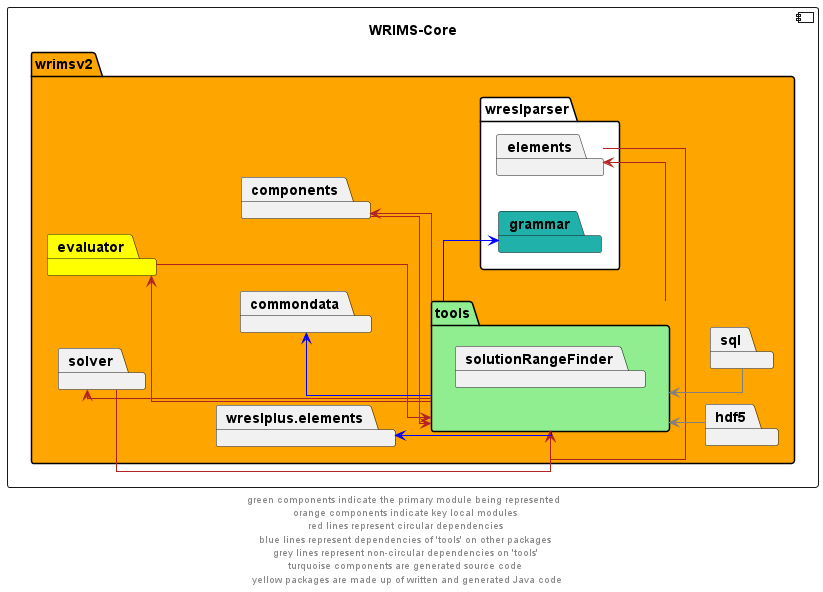 WRIMS-Core
wrimsv2
wreslparser
elements
components
grammar
evaluator
commondata
tools
solutionRangeFinder
sql
solver
wreslplus.elements
hdf5
green components indicate the primary module being represented
orange components indicate key local modules
red lines represent circular dependencies
blue lines represent dependencies of 'tools' on other packages
grey lines represent non-circular dependencies on 'tools'
turquoise components are generated source code
yellow packages are made up of written and generated Java code